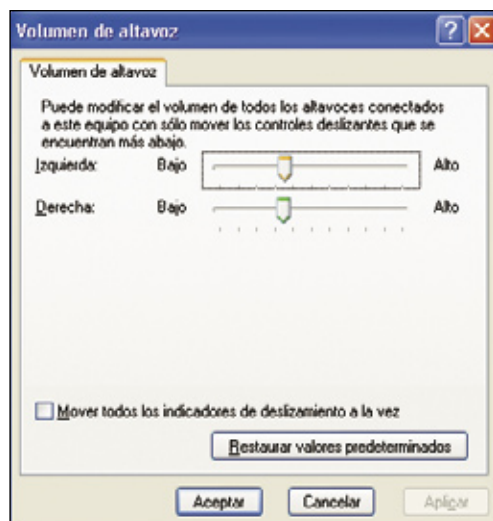 Volumen de altavoz
Volumen de altavoz
Puede modificar el volumen de todos los altavoces conectados
a este equipo con sólo mover los controles deslizantes que se
encuentran más abajo.
Izquierda: Bajo Alto
Derecha: Bajo Alto
Mover todos los indicadores de deslizamiento a la vez
Restaurar valores predeterminados
Aceptar Cancelar Aplicar